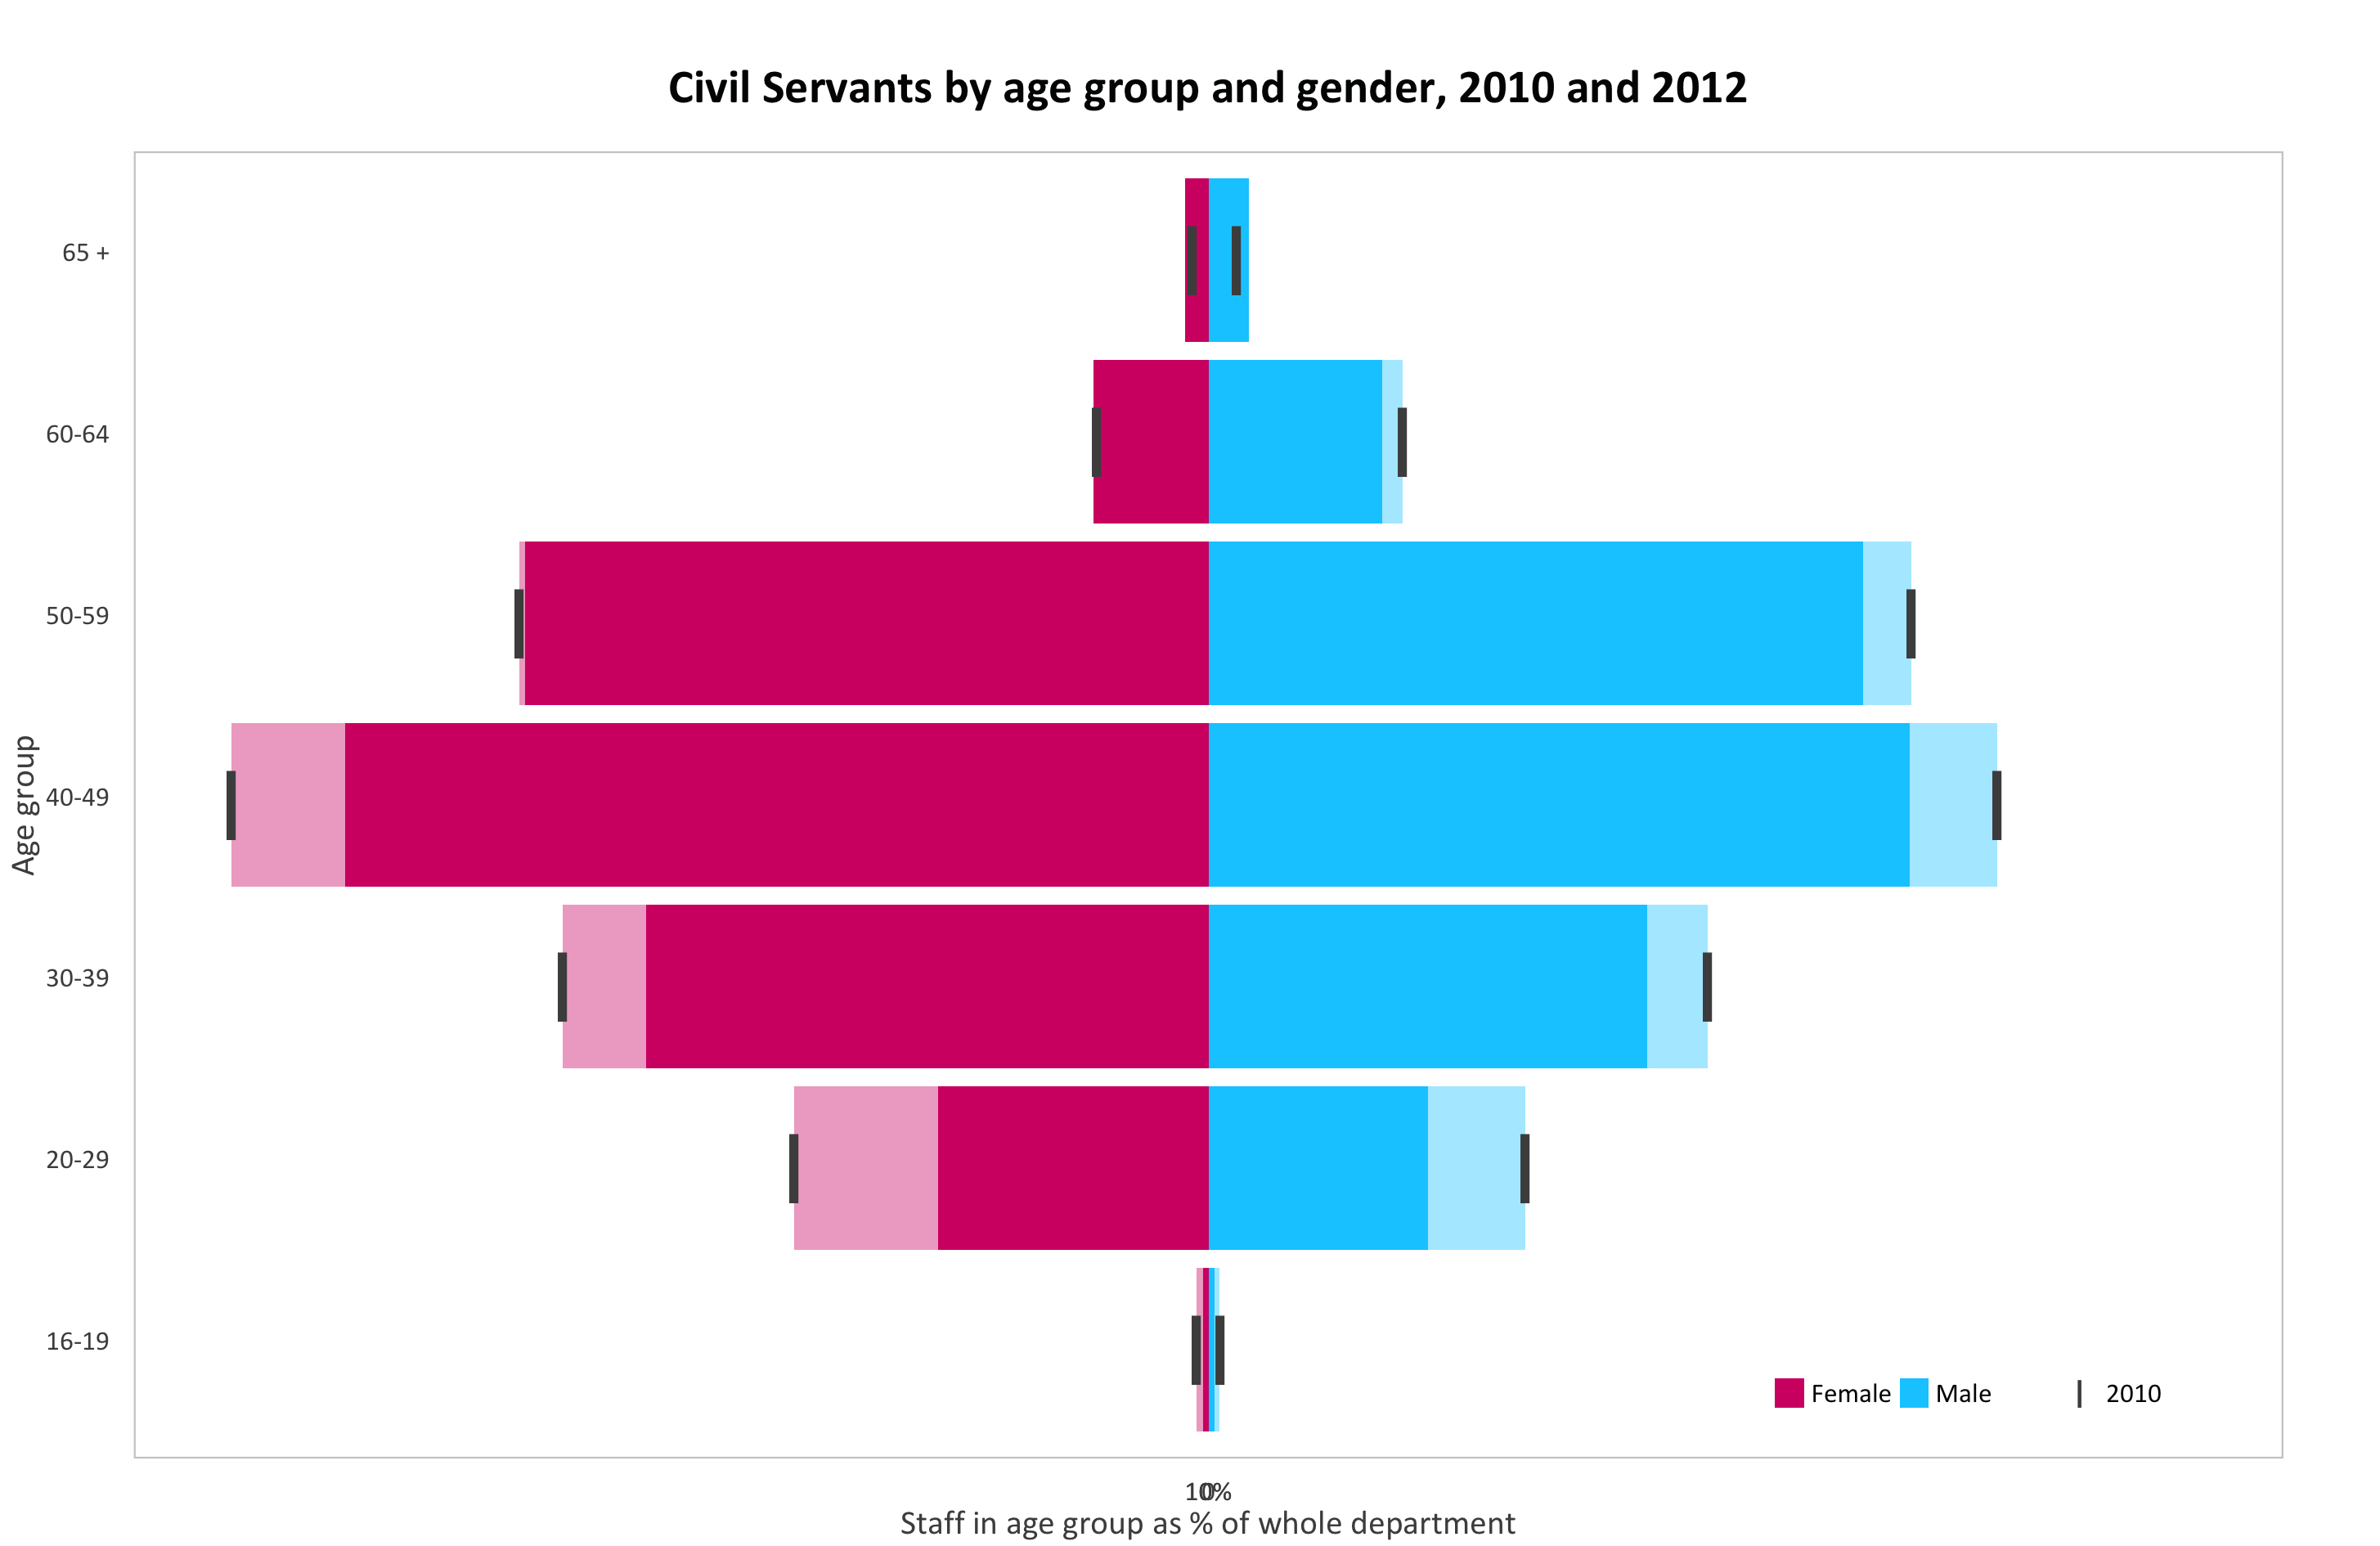 Civil Servants by age group and gender, 2010 and 2012
65 +
60-64
50-59
40-49
30-39
20-29
16-19
Age group
Female
Male
2010
Staff in age group as % of whole department